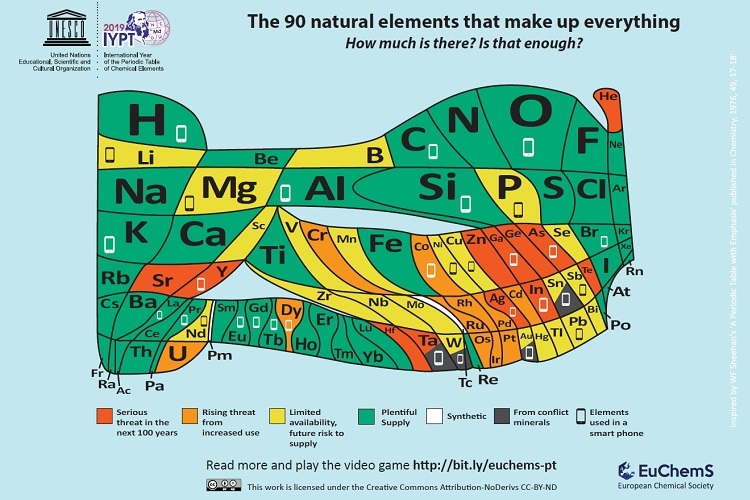 UNESCO
2019
IYPT
United Nations
Educational, Scientific and
Cultural Organization
International Year
of the Periodic Table
of Chemical Elements
The 90 natural elements that make up everything
How much is there? Is that enough?
H He
Li Be B C N O F Ne
Na Mg Al Si P S Cl Ar
K Ca Sc Ti V Cr Mn Fe Co Ni Cu Zn Ga Ge As Se Br Kr
Rb Sr Y Zr Nb Mo Tc Ru Rh Pd Ag Cd In Sn Sb Te I Xe
Cs Ba La Ce Pr Nd Pm Sm Eu Gd Tb Dy Ho Er Tm Yb Lu Hf Ta W Re Os Ir Pt Au Hg Tl Pb Bi Po At Rn
Fr Ra Ac Th Pa U
Serious
threat in the
next 100 years
Rising threat
from
increased use
Limited
availability,
future risk to
supply
Plentiful
Supply
Synthetic
From conflict
minerals
Elements
used in a
smart phone
Read more and play the video game http://bit.ly/euchems-pt
This work is licensed under the Creative Commons Attribution-NoDerivs CC-BY-ND
EuChemS
European Chemical Society
Inspired by WF Sheehan's 'A Periodic Table with Emphasis' published in Chemistry, 1976, 49, 17-18'